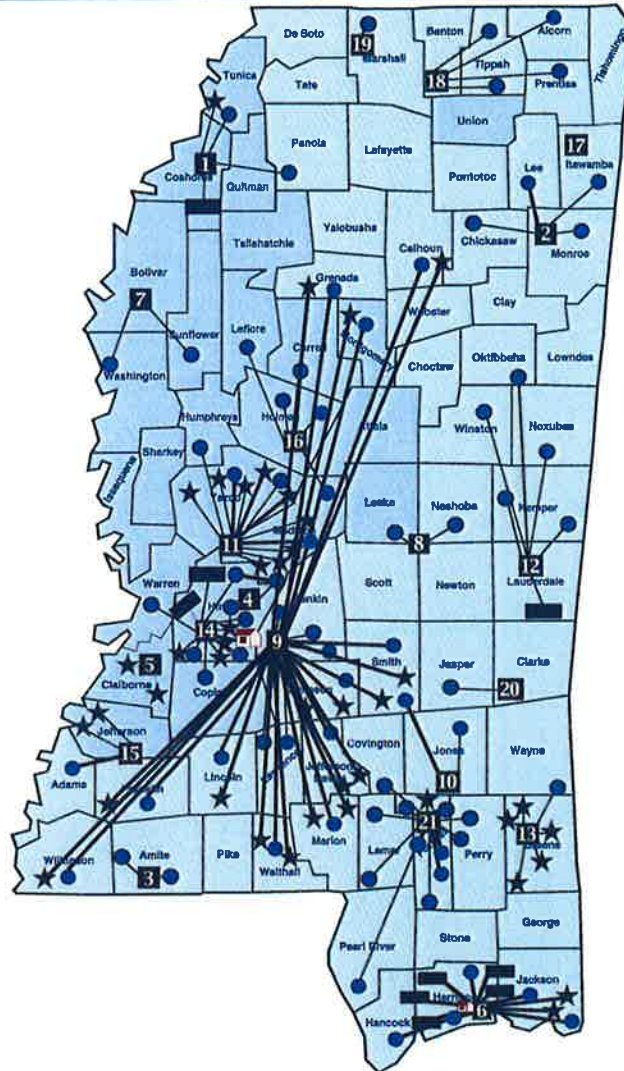 De Soto
Benton
Alcorn
Tishomingo
19
Marshall
18
Tippah
Prentiss
Tunica
Tate
Union
Panola
Lafayette
17
1
Coahoma
Quitman
Pontotoc
Lee
Itawamba
Yalobusha
Tallahatchie
Calhoun
Chickasaw
2
Monroe
Bolivar
7
Grenada
Webster
Clay
Sunflower
Leflore
Carroll
Montgomery
Choctaw
Oktibbeha
Lowndes
Washington
Humphreys
Holmes
16
Attala
Winston
Noxubee
Sharkey
Issaquena
Yazoo
Leake
Neshoba
Kemper
11
8
12
Warren
4
Scott
Newton
Lauderdale
14
9
Rankin
5
Claiborne
Copiah
Smith
Jasper
20
Clarke
Jefferson
15
Simpson
Adams
Lincoln
Jefferson
Covington
Jones
10
Wayne
Wilkinson
Amite
3
Pike
Walthall
Marion
Lamar
21
Perry
13
Pearl River
Stone
George
Hancock
Harrison
6
Jackson